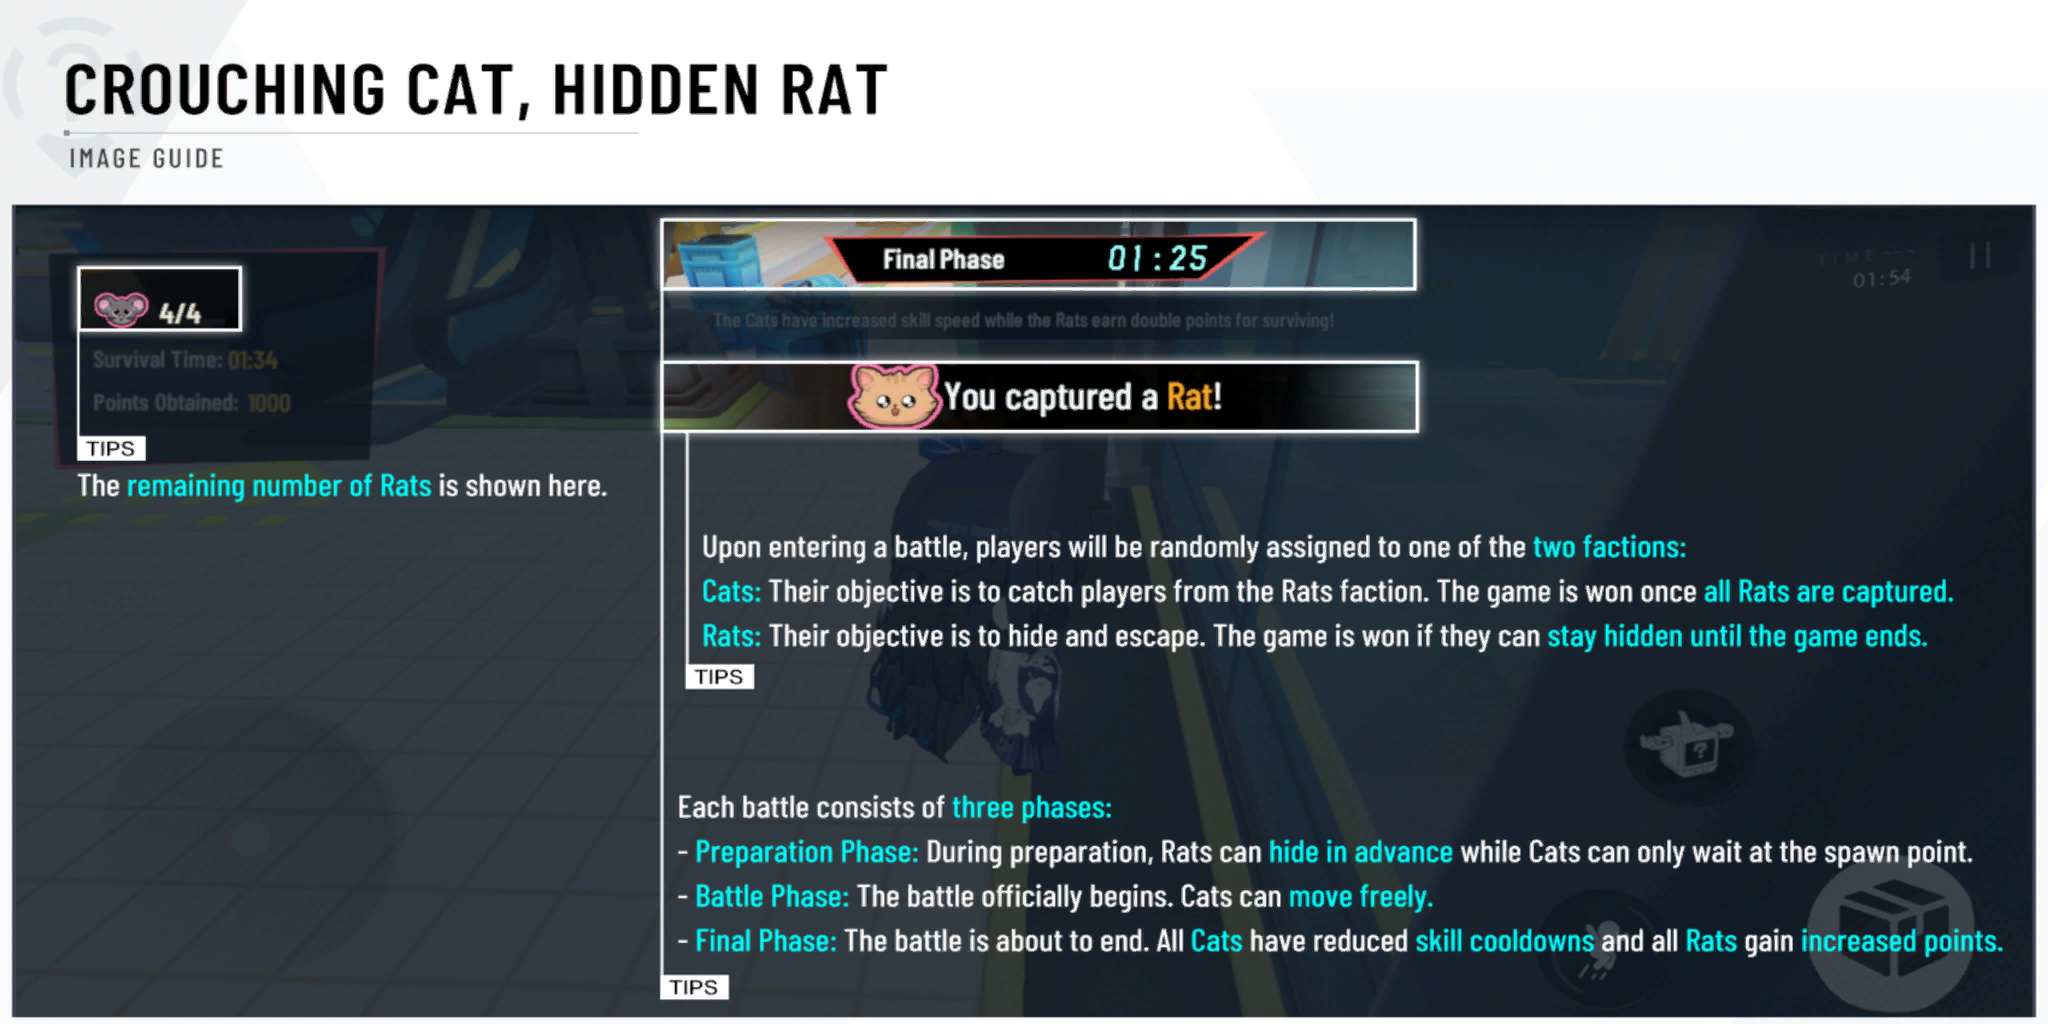 CROUCHING CAT, HIDDEN RAT
IMAGE GUIDE
4/4
Survival Time: 01:34
Points Obtained: 1000
TIPS
The remaining number of Rats is shown here.
Final Phase 01:25
The Cats have increased skill speed while the Rats earn double points for surviving!
You captured a Rat!
TIME
01:54
Upon entering a battle, players will be randomly assigned to one of the two factions:
Cats: Their objective is to catch players from the Rats faction. The game is won once all Rats are captured.
Rats: Their objective is to hide and escape. The game is won if they can stay hidden until the game ends.
TIPS
?
Each battle consists of three phases:
- Preparation Phase: During preparation, Rats can hide in advance while Cats can only wait at the spawn point.
- Battle Phase: The battle officially begins. Cats can move freely.
- Final Phase: The battle is about to end. All Cats have reduced skill cooldowns and all Rats gain increased points.
TIPS